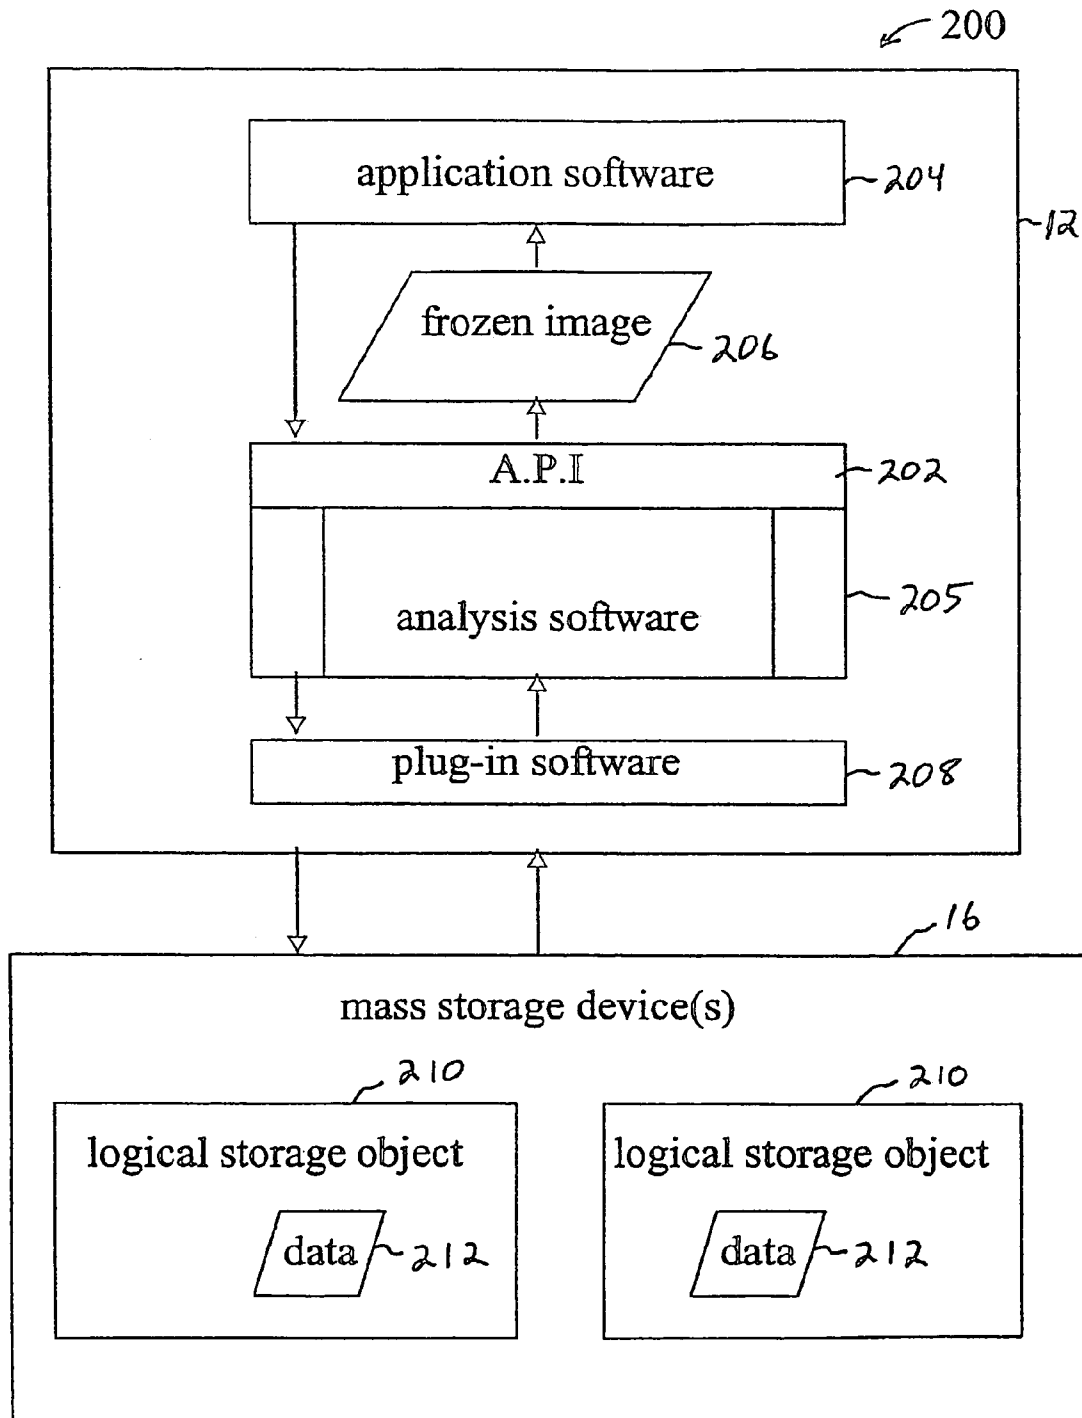 200
application software
204
12
frozen image
206
A.P.I
202
analysis software
205
plug-in software
208
16
mass storage device(s)
210
210
logical storage object
logical storage object
data
212
data
212